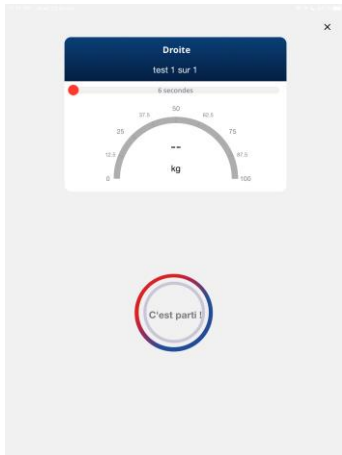 ×
Droite
test 1 sur 1
6 secondes
50
37.5
62.5
25
75
12.5
87.5
--
kg
0
100
C'est parti !